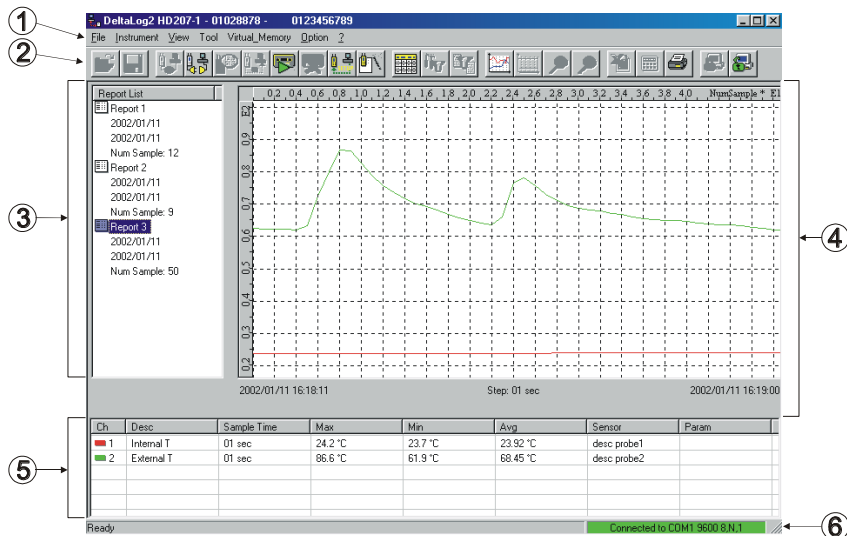 DeltaLog2 HD207-1 - 01028878 - 0123456789
1
File Instrument View Tool Virtual_Memory Option ?
2
Report List
Report 1
2002/01/11
2002/01/11
Num Sample: 12
Report 2
2002/01/11
2002/01/11
Num Sample: 9
Report 3
2002/01/11
2002/01/11
Num Sample: 50
3
0,2 0,4 0,6 0,8 1,0 1,2 1,4 1,6 1,8 2,0 2,2 2,4 2,6 2,8 3,0 3,2 3,4 3,6 3,8 4,0 NumSample * E1
E2
0,9
0,8
0,7
0,6
0,5
0,4
0,3
0,2
4
2002/01/11 16:18:11 Step: 01 sec 2002/01/11 16:19:00
5
Ch Desc Sample Time Max Min Avg Sensor Param
1 Internal T 01 sec 24.2 °C 23.7 °C 23.92 °C desc probe1
2 External T 01 sec 86.6 °C 61.9 °C 68.45 °C desc probe2
Ready Connected to COM1 9600 8,N,1
6